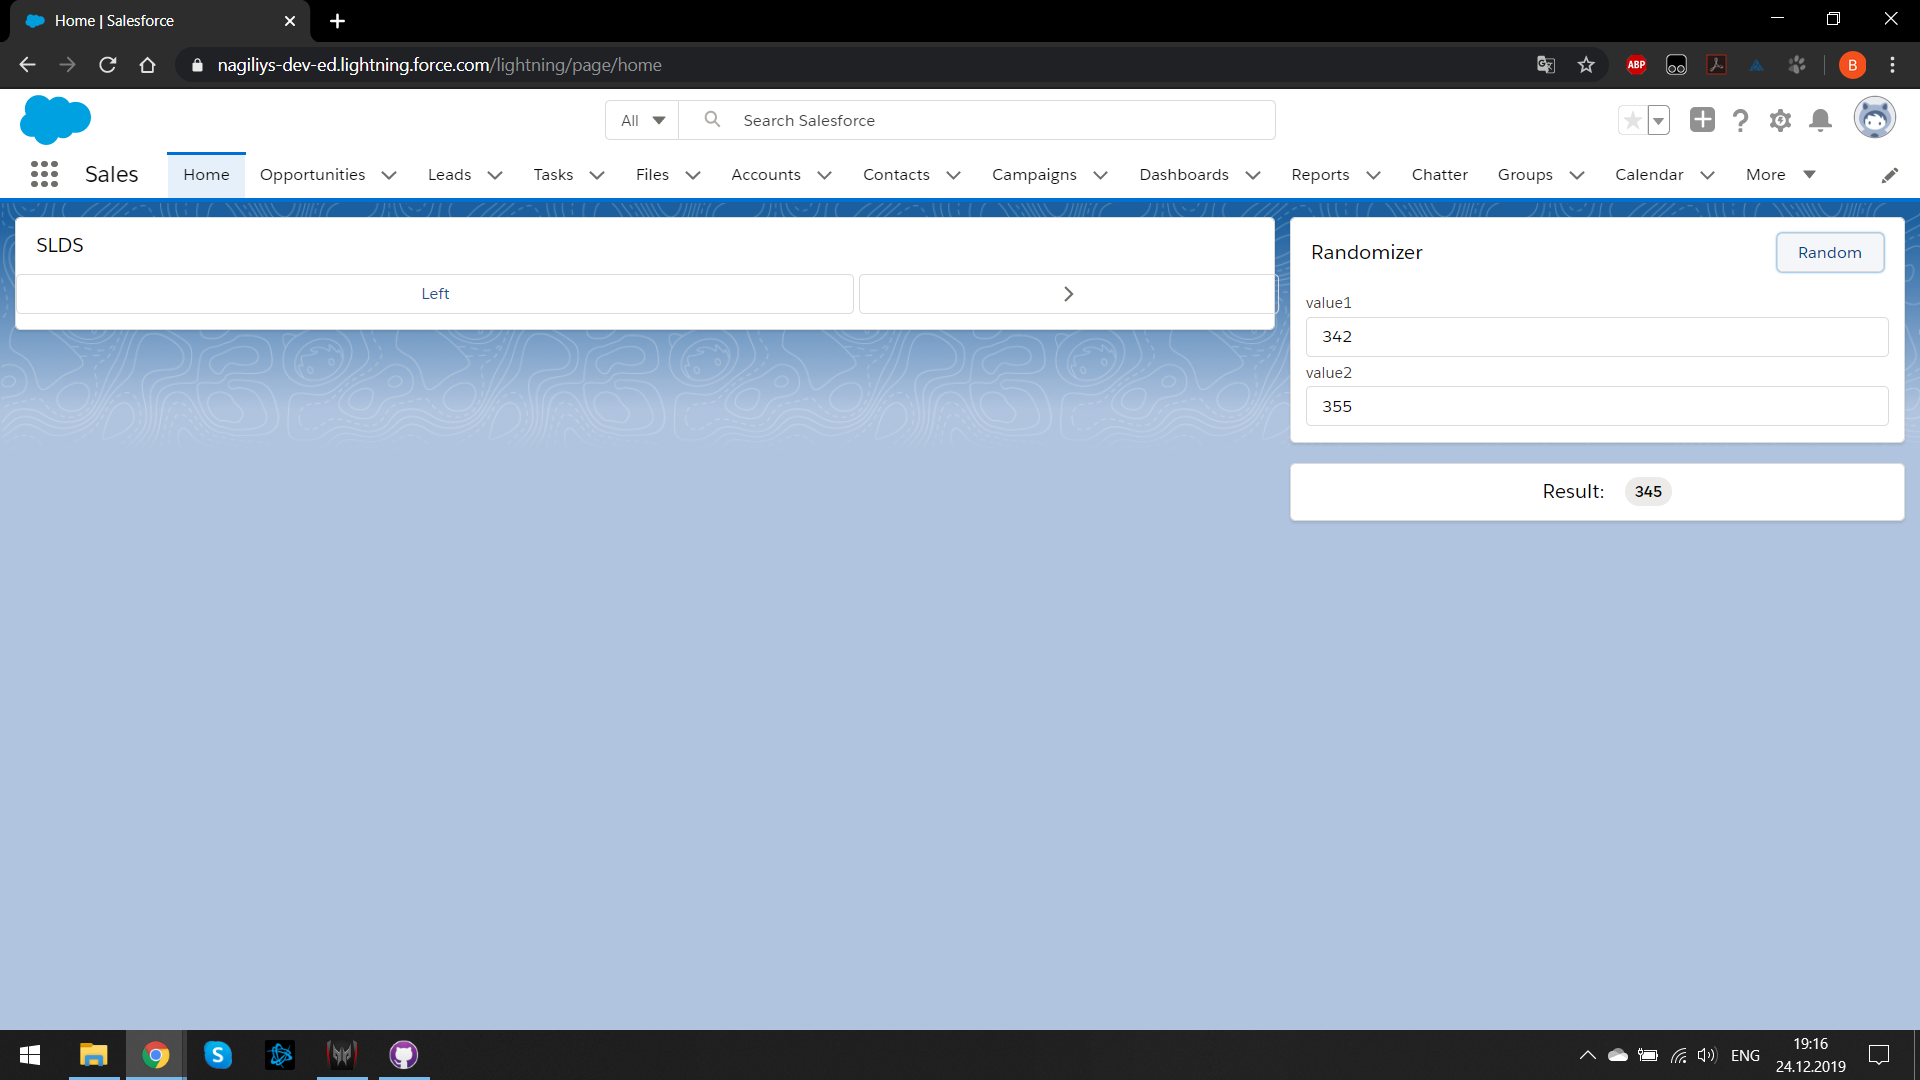 Home | Salesforce
nagiliys-dev-ed.lightning.force.com/lightning/page/home
ABP
B
All
Search Salesforce
Sales
Home
Opportunities
Leads
Tasks
Files
Accounts
Contacts
Campaigns
Dashboards
Reports
Chatter
Groups
Calendar
More
SLDS
Left
Randomizer
Random
value1
342
value2
355
Result: 345
ENG
19:16
24.12.2019